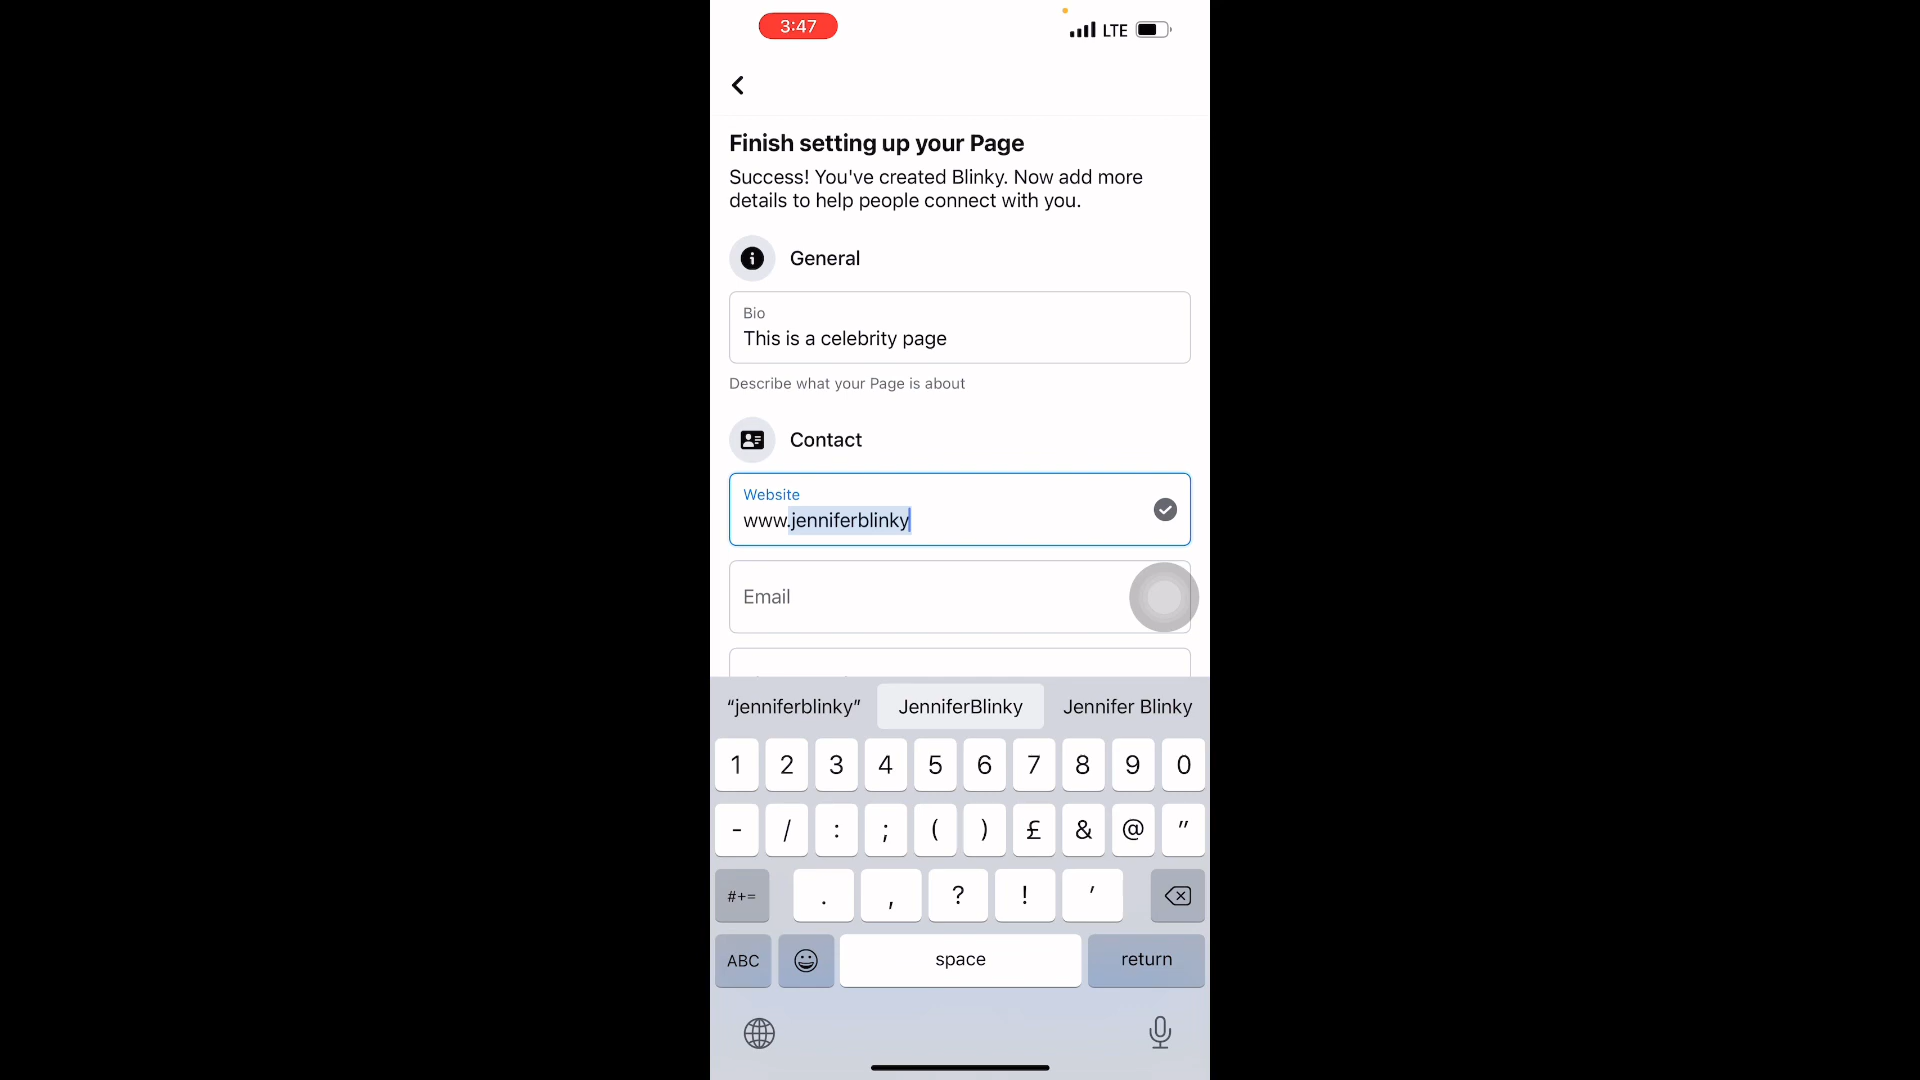 3:47
LTE
Finish setting up your Page
Success! You've created Blinky. Now add more
details to help people connect with you.
General
Bio
This is a celebrity page
Describe what your Page is about
Contact
Website
www.jenniferblinky
Email
“jenniferblinky” JenniferBlinky Jennifer Blinky
1 2 3 4 5 6 7 8 9 0
- / : ; ( ) £ & @ "
#+= . , ? ! '
ABC space return